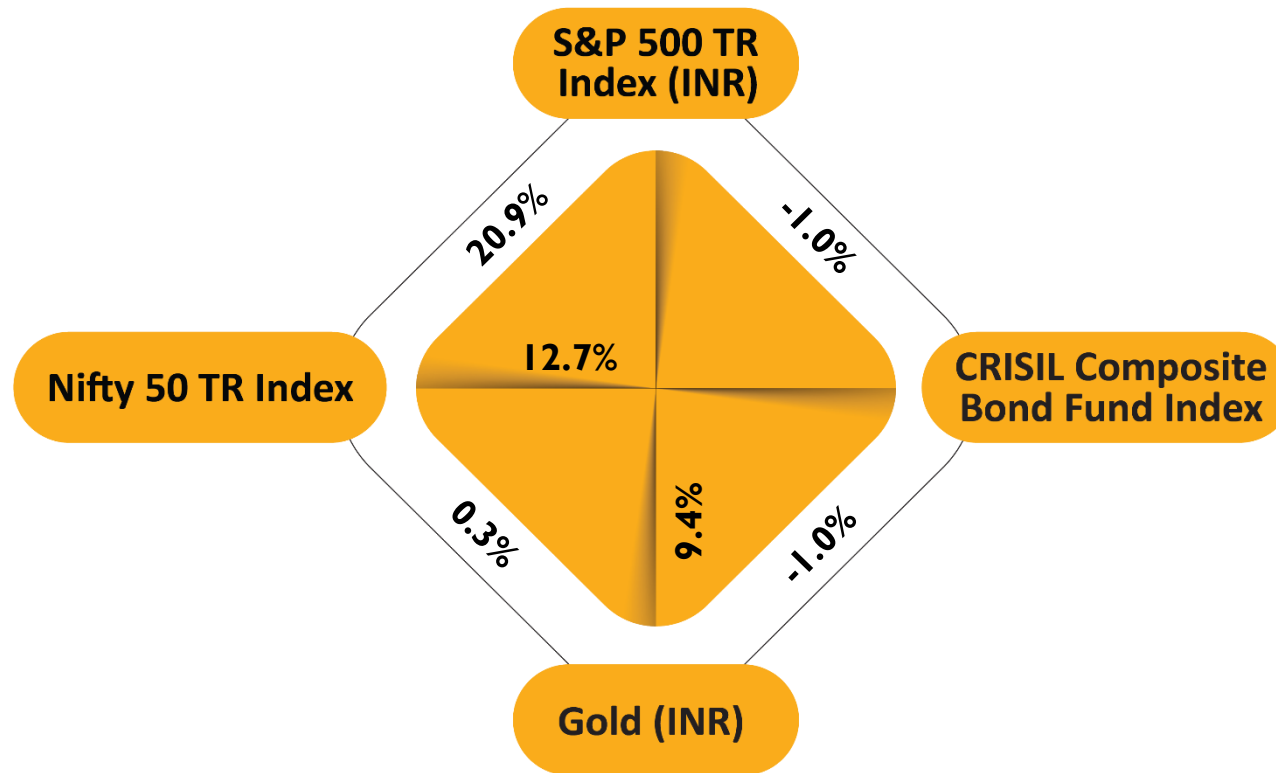 S&P 500 TR
Index (INR)
20.9%
-1.0%
12.7%
Nifty 50 TR Index
CRISIL Composite
Bond Fund Index
0.3%
9.4%
-1.0%
Gold (INR)